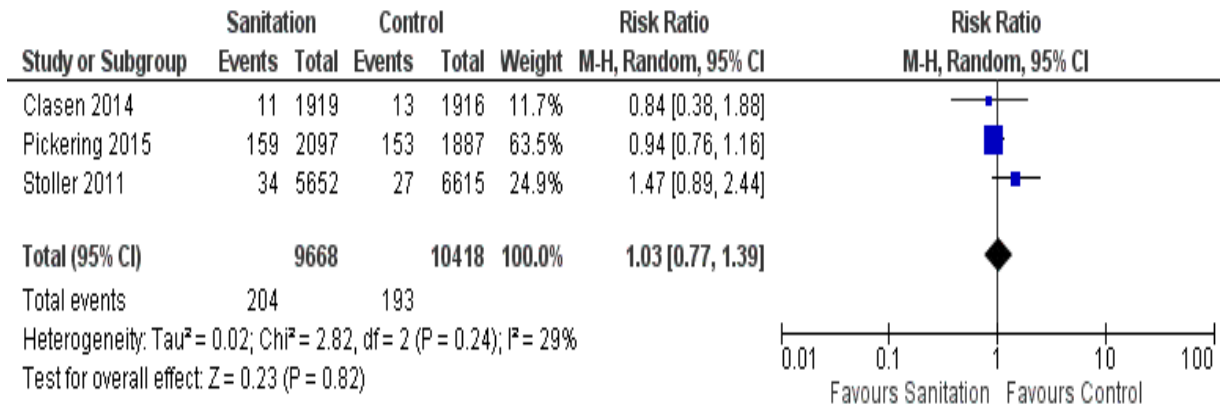 Sanitation Control Risk Ratio Risk Ratio
Study or Subgroup Events Total Events Total Weight M-H, Random, 95% CI M-H, Random, 95% CI
Clasen 2014 11 1919 13 1916 11.7% 0.84 [0.38, 1.88]
Pickering 2015 159 2097 153 1887 63.5% 0.94 [0.76, 1.16]
Stoller 2011 34 5652 27 6615 24.9% 1.47 [0.89, 2.44]
Total (95% CI) 9668 10418 100.0% 1.03 [0.77, 1.39]
Total events 204 193
Heterogeneity: Tau² = 0.02; Chi² = 2.82, df = 2 (P = 0.24); I² = 29%
Test for overall effect: Z = 0.23 (P = 0.82)
0.01 0.1 1 10 100
Favours Sanitation Favours Control